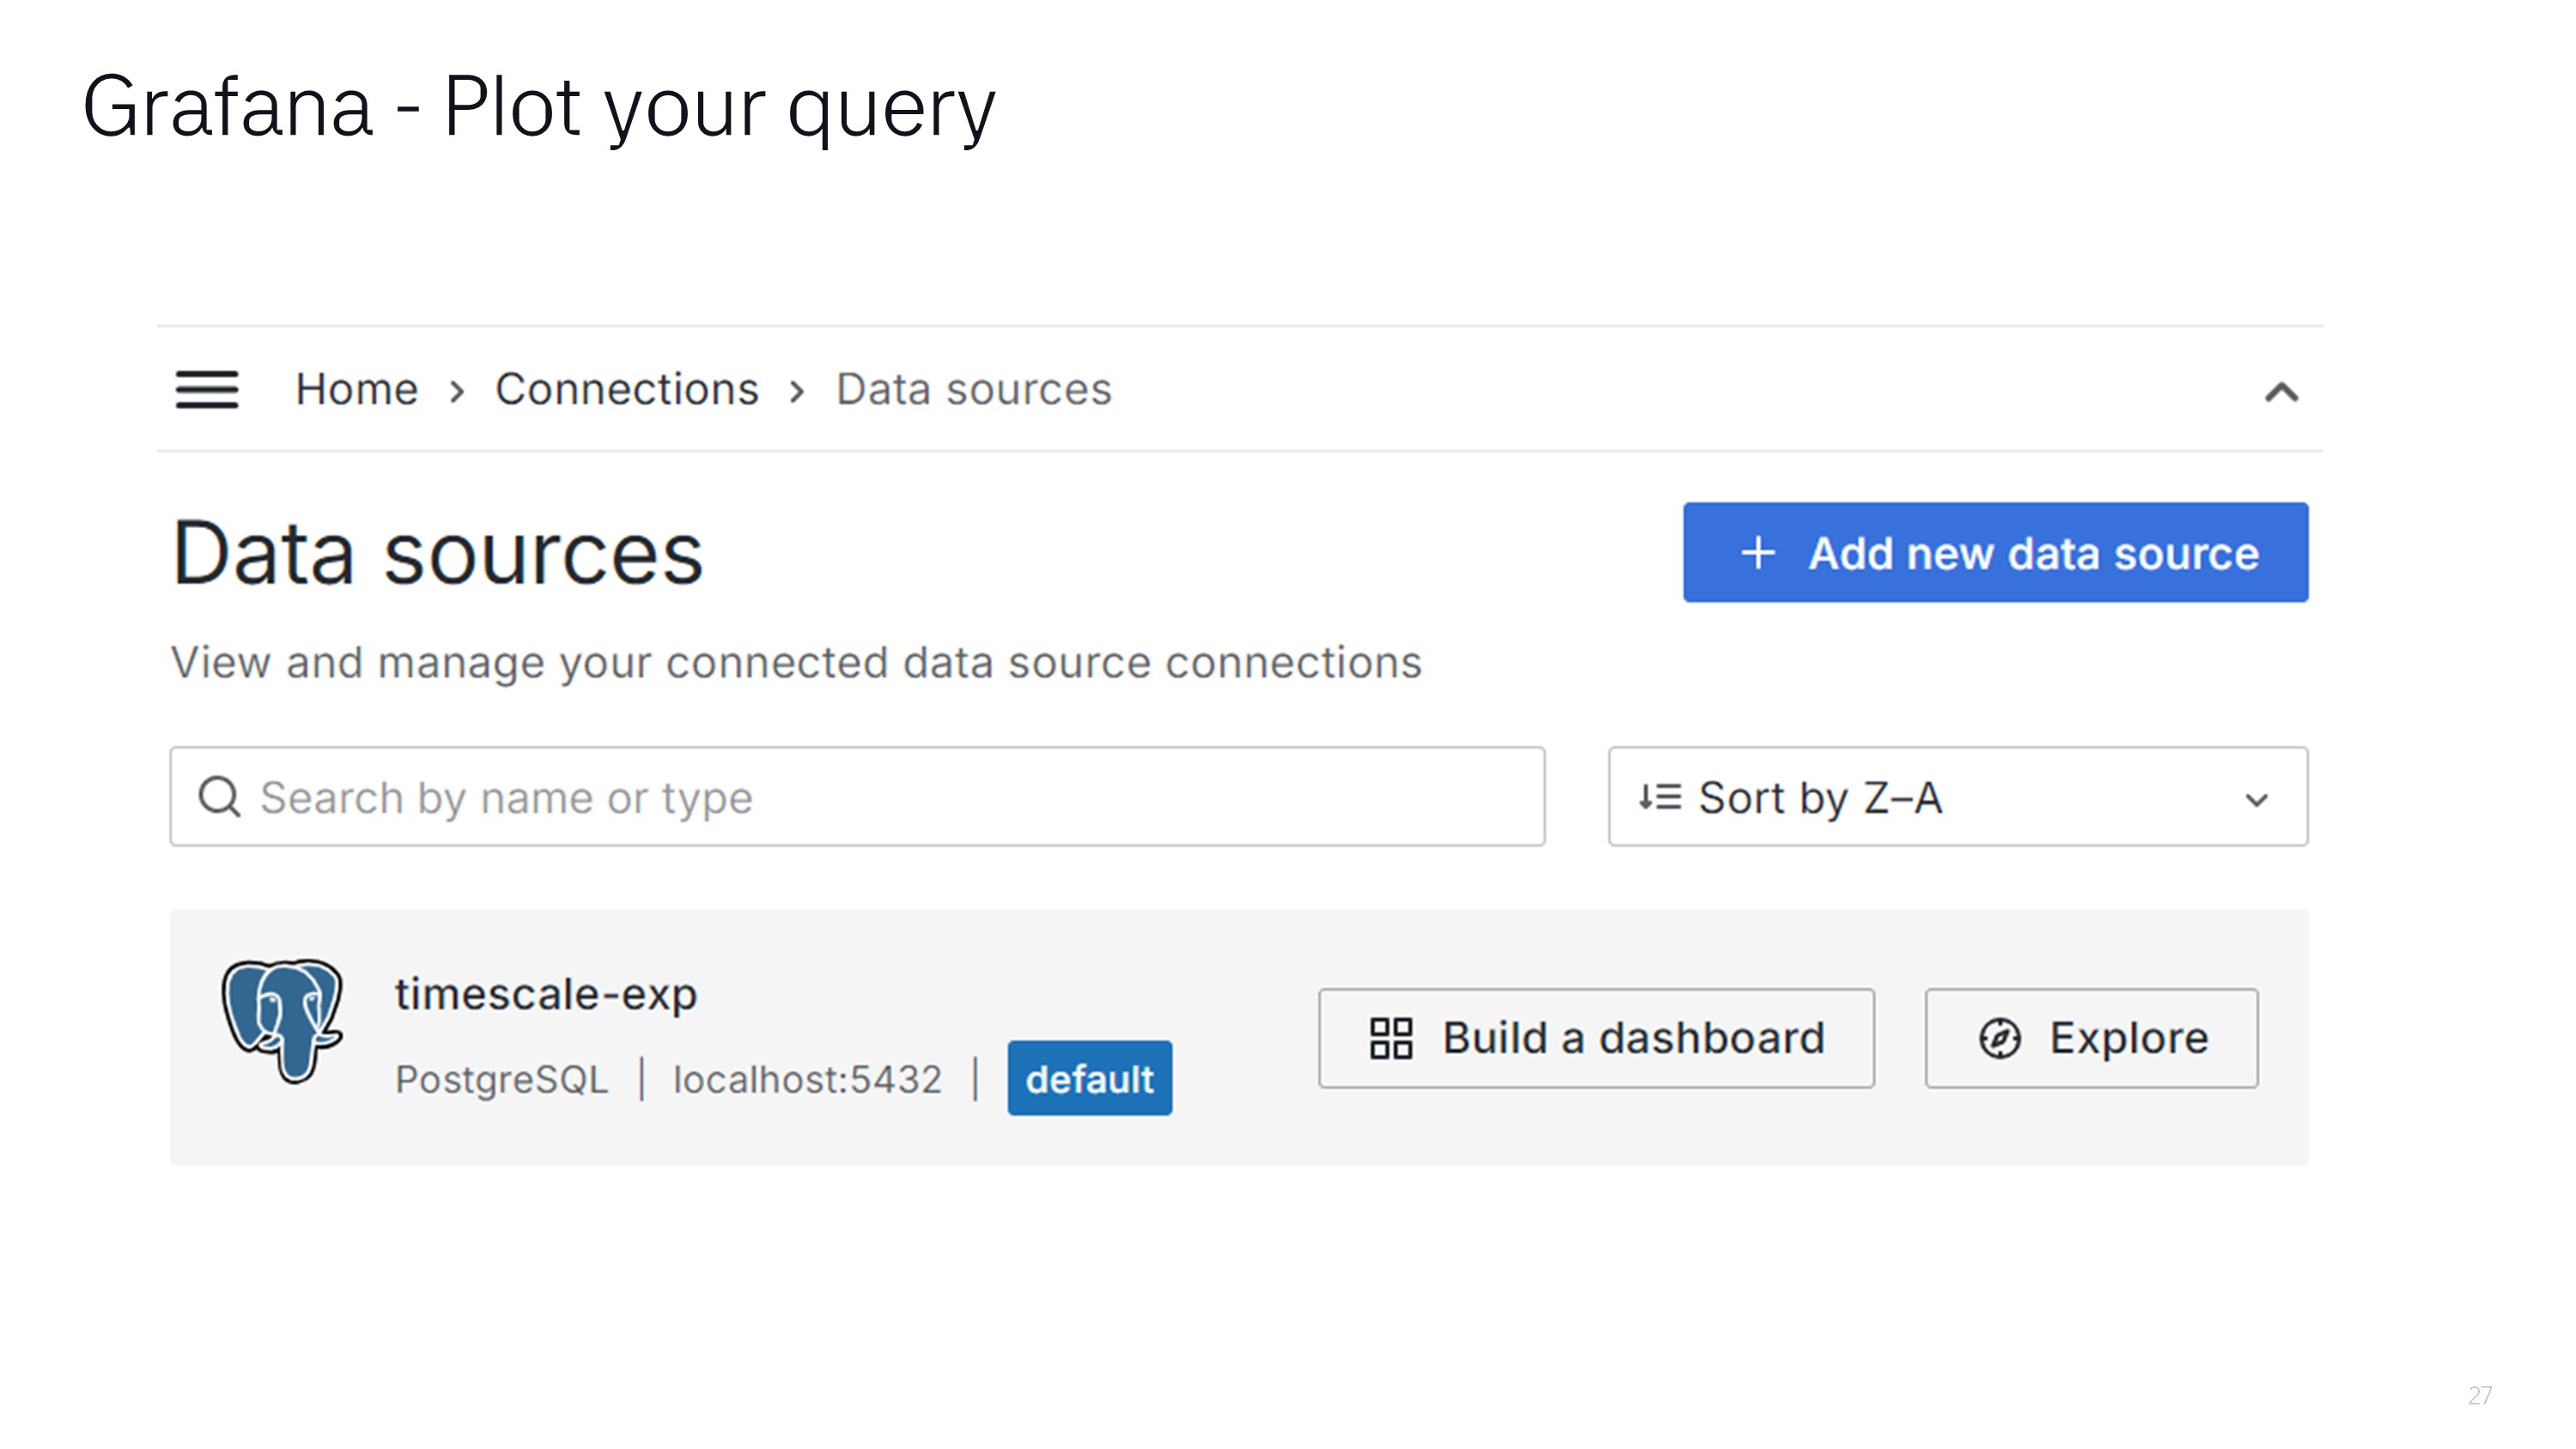 Grafana - Plot your query
Home › Connections › Data sources
Data sources
+ Add new data source
View and manage your connected data source connections
Search by name or type
Sort by Z–A
timescale-exp
PostgreSQL | localhost:5432 | default
Build a dashboard
Explore
27